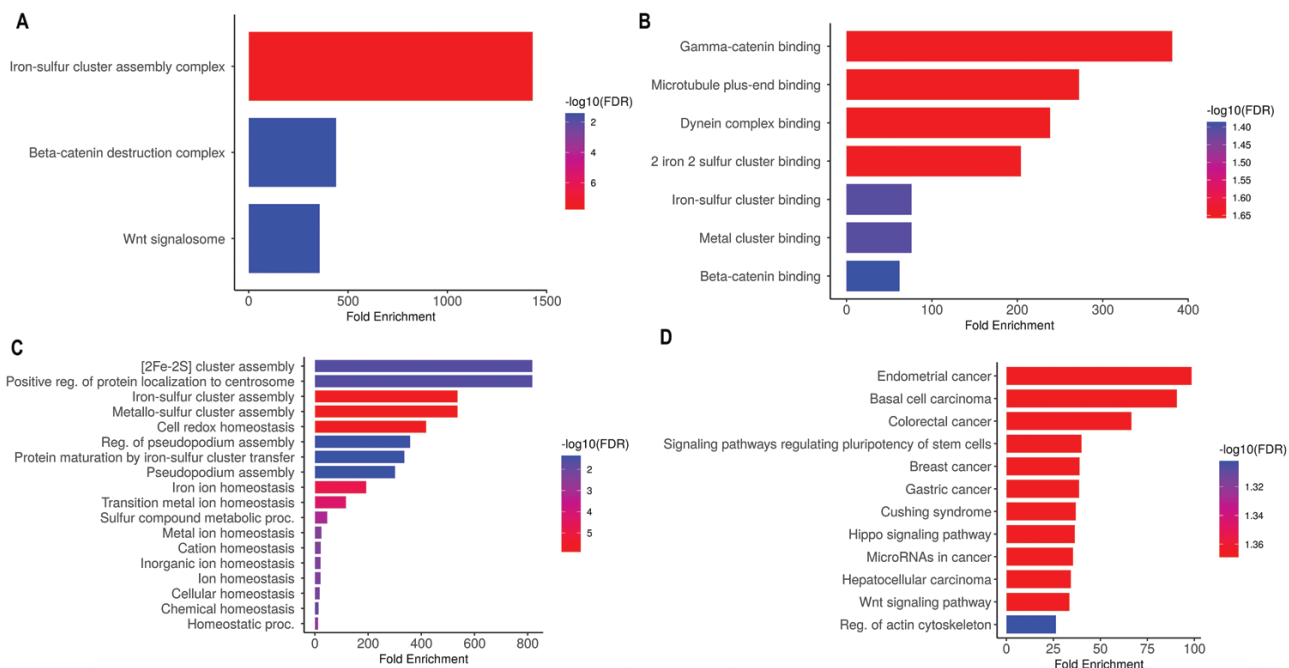 A
Iron-sulfur cluster assembly complex
Beta-catenin destruction complex
Wnt signalosome
0 500 1000 1500
Fold Enrichment
-log10(FDR)
2
4
6
B
Gamma-catenin binding
Microtubule plus-end binding
Dynein complex binding
2 iron 2 sulfur cluster binding
Iron-sulfur cluster binding
Metal cluster binding
Beta-catenin binding
0 100 200 300 400
Fold Enrichment
-log10(FDR)
1.40
1.45
1.50
1.55
1.60
1.65
C
[2Fe-2S] cluster assembly
Positive reg. of protein localization to centrosome
Iron-sulfur cluster assembly
Metallo-sulfur cluster assembly
Cell redox homeostasis
Reg. of pseudopodium assembly
Protein maturation by iron-sulfur cluster transfer
Pseudopodium assembly
Iron ion homeostasis
Transition metal ion homeostasis
Sulfur compound metabolic proc.
Metal ion homeostasis
Cation homeostasis
Inorganic ion homeostasis
Ion homeostasis
Cellular homeostasis
Chemical homeostasis
Homeostatic proc.
0 200 400 600 800
Fold Enrichment
-log10(FDR)
2
3
4
5
D
Endometrial cancer
Basal cell carcinoma
Colorectal cancer
Signaling pathways regulating pluripotency of stem cells
Breast cancer
Gastric cancer
Cushing syndrome
Hippo signaling pathway
MicroRNAs in cancer
Hepatocellular carcinoma
Wnt signaling pathway
Reg. of actin cytoskeleton
0 25 50 75 100
Fold Enrichment
-log10(FDR)
1.32
1.34
1.36